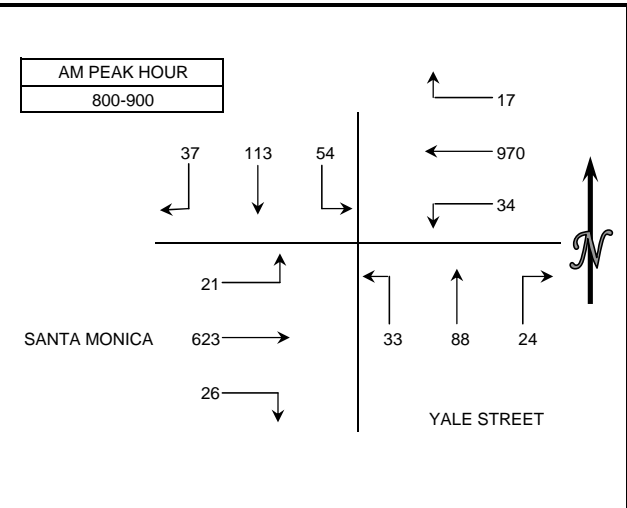 AM PEAK HOUR
800-900
17
37 113 54 970
34
N
21
SANTA MONICA 623 33 88 24
26
YALE STREET